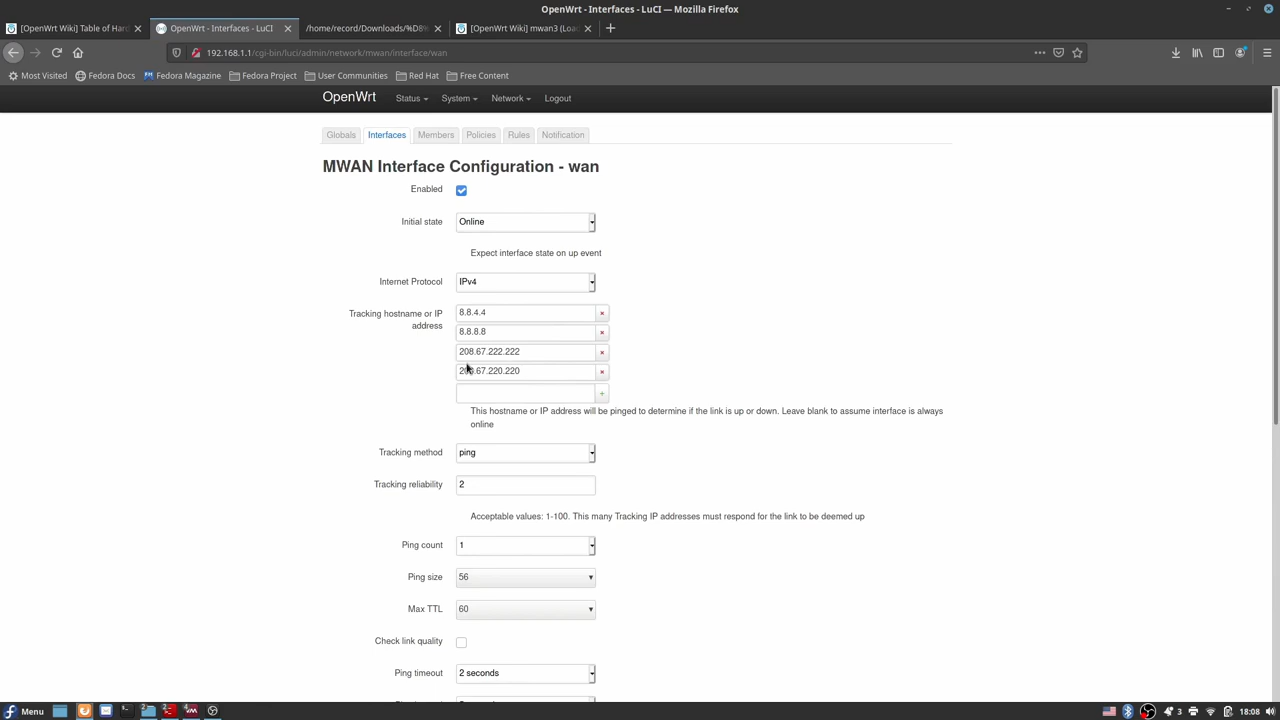 OpenWrt - Interfaces - LuCI — Mozilla Firefox
[OpenWrt Wiki] Table of Hard
OpenWrt - Interfaces - LuCI
/home/record/Downloads/%D8%
[OpenWrt Wiki] mwan3 (Loa
192.168.1.1/cgi-bin/luci/admin/network/mwan/interface/wan
Most Visited
Fedora Docs
Fedora Magazine
Fedora Project
User Communities
Red Hat
Free Content
OpenWrt
Status
System
Network
Logout
Globals
Interfaces
Members
Policies
Rules
Notification
MWAN Interface Configuration - wan
Enabled
Initial state
Online
Expect interface state on up event
Internet Protocol
IPv4
Tracking hostname or IP
address
8.8.4.4
8.8.8.8
208.67.222.222
.67.220.220
This hostname or IP address will be pinged to determine if the link is up or down. Leave blank to assume interface is always
online
Tracking method
ping
Tracking reliability
2
Acceptable values: 1-100. This many Tracking IP addresses must respond for the link to be deemed up
Ping count
1
Ping size
56
Max TTL
60
Check link quality
Ping timeout
2 seconds
Menu
3
18:08